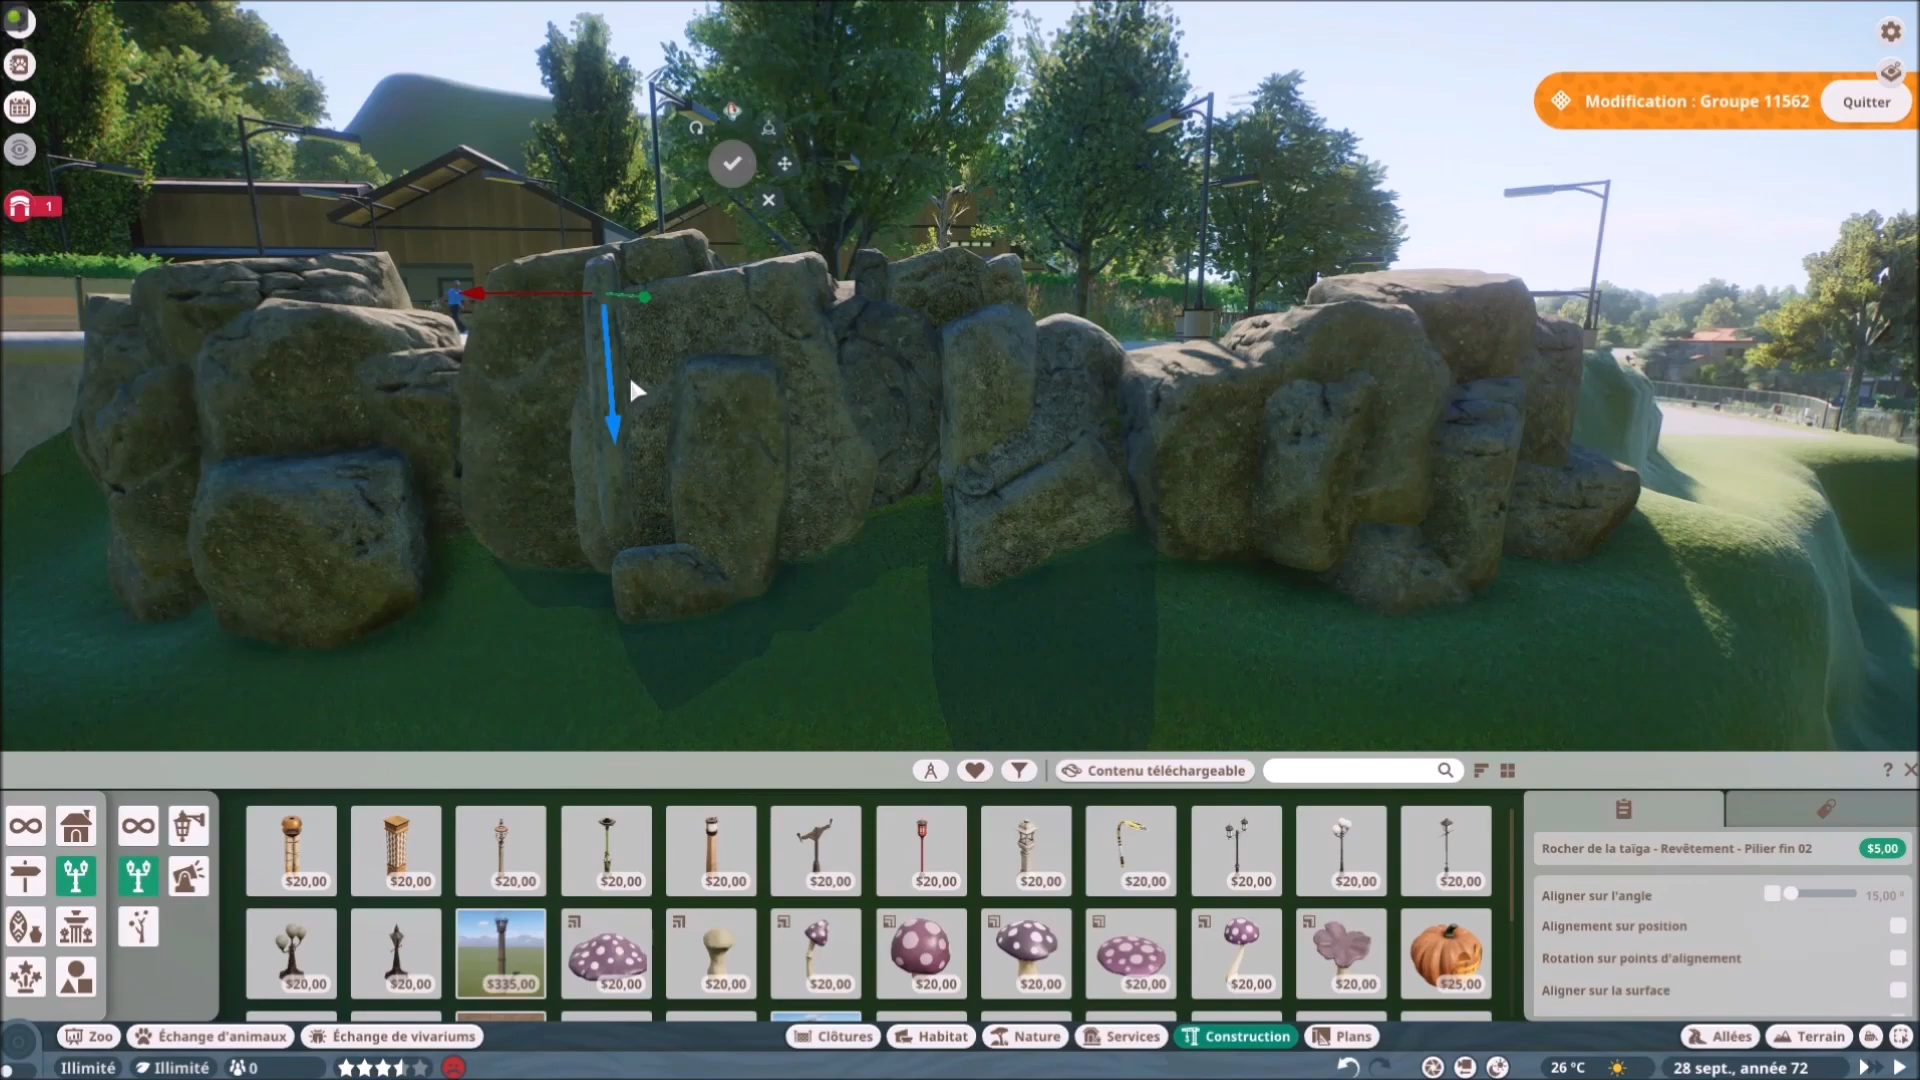 Modification : Groupe 11562
Quitter
1
Contenu téléchargeable
?
$20,00 $20,00 $20,00 $20,00 $20,00 $20,00 $20,00 $20,00 $20,00 $20,00 $20,00 $20,00
$20,00 $20,00 $335,00 $20,00 $20,00 $20,00 $20,00 $20,00 $20,00 $20,00 $20,00 $25,00
Rocher de la taïga - Revêtement - Pilier fin 02
$5,00
Aligner sur l'angle
15,00 °
Alignement sur position
Rotation sur points d'alignement
Aligner sur la surface
Zoo
Échange d'animaux
Échange de vivariums
Clôtures
Habitat
Nature
Services
Construction
Plans
Allées
Terrain
Illimité
Illimité
0
26 °C
28 sept., année 72